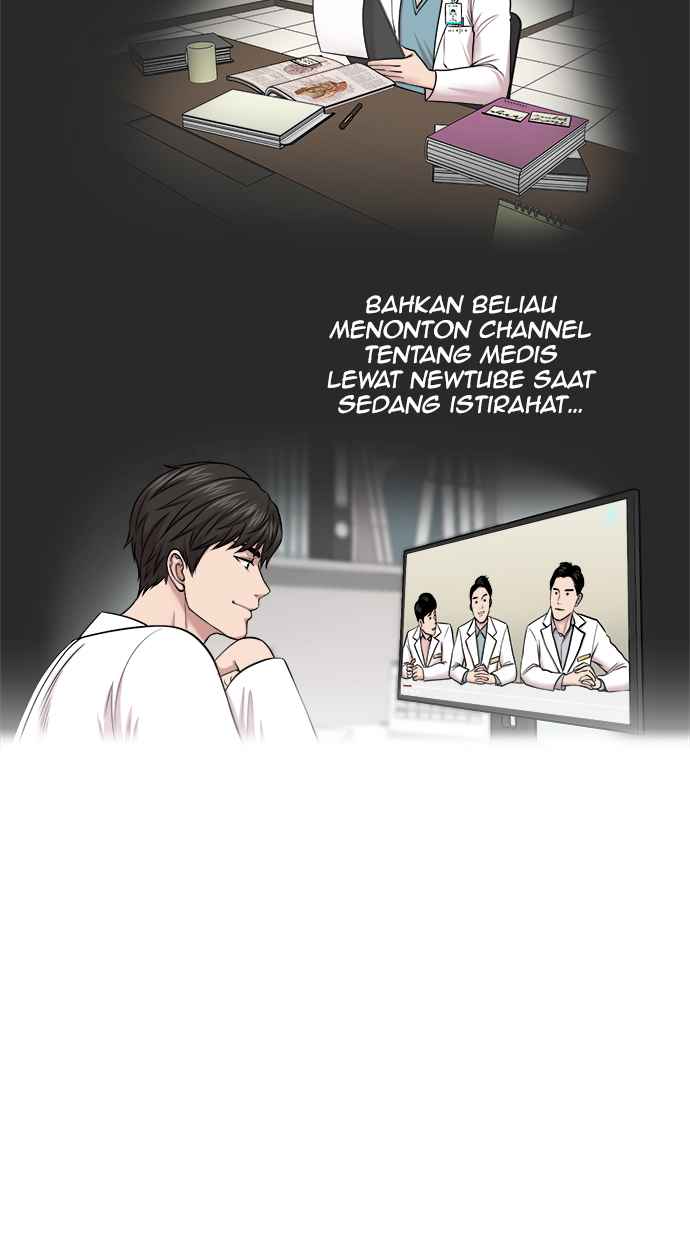 BAHKAN BELIAU
MENONTON CHANNEL
TENTANG MEDIS
LEWAT NEWTUBE SAAT
SEDANG ISTIRAHAT...